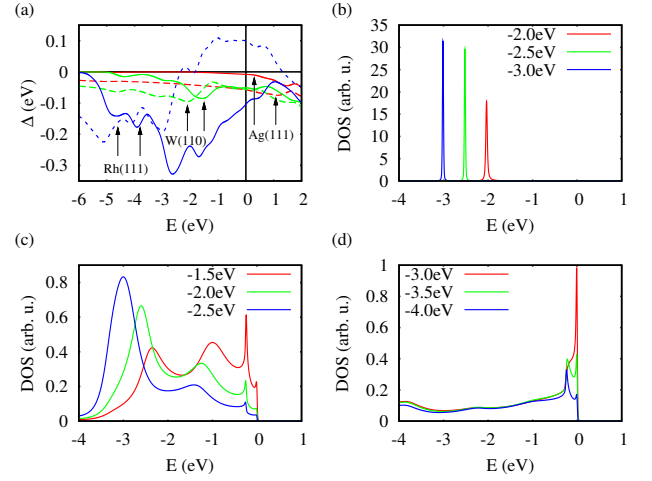 (a)
0.1
0
-0.1
-0.2
-0.3
Δ (eV)
Rh(111)
W(110)
Ag(111)
-6 -5 -4 -3 -2 -1 0 1 2
E (eV)
(b)
35
30
25
20
15
10
5
0
DOS (arb. u.)
-2.0eV
-2.5eV
-3.0eV
-4 -3 -2 -1 0 1
E (eV)
(c)
0.8
0.6
0.4
0.2
0
DOS (arb. u.)
-1.5eV
-2.0eV
-2.5eV
-4 -3 -2 -1 0 1
E (eV)
(d)
1
0.8
0.6
0.4
0.2
0
DOS (arb. u.)
-3.0eV
-3.5eV
-4.0eV
-4 -3 -2 -1 0 1
E (eV)